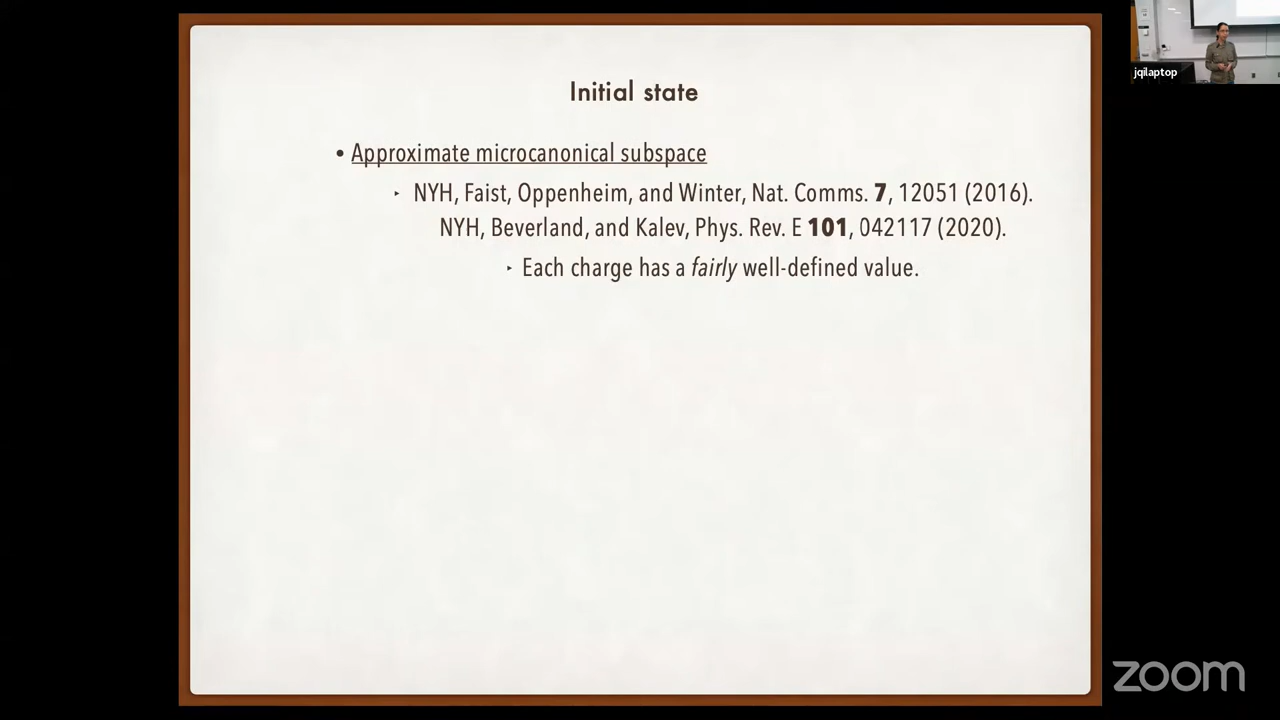 jqilaptop
Initial state
• Approximate microcanonical subspace
‣ NYH, Faist, Oppenheim, and Winter, Nat. Comms. 7, 12051 (2016).
NYH, Beverland, and Kalev, Phys. Rev. E 101, 042117 (2020).
‣ Each charge has a fairly well-defined value.
zoom